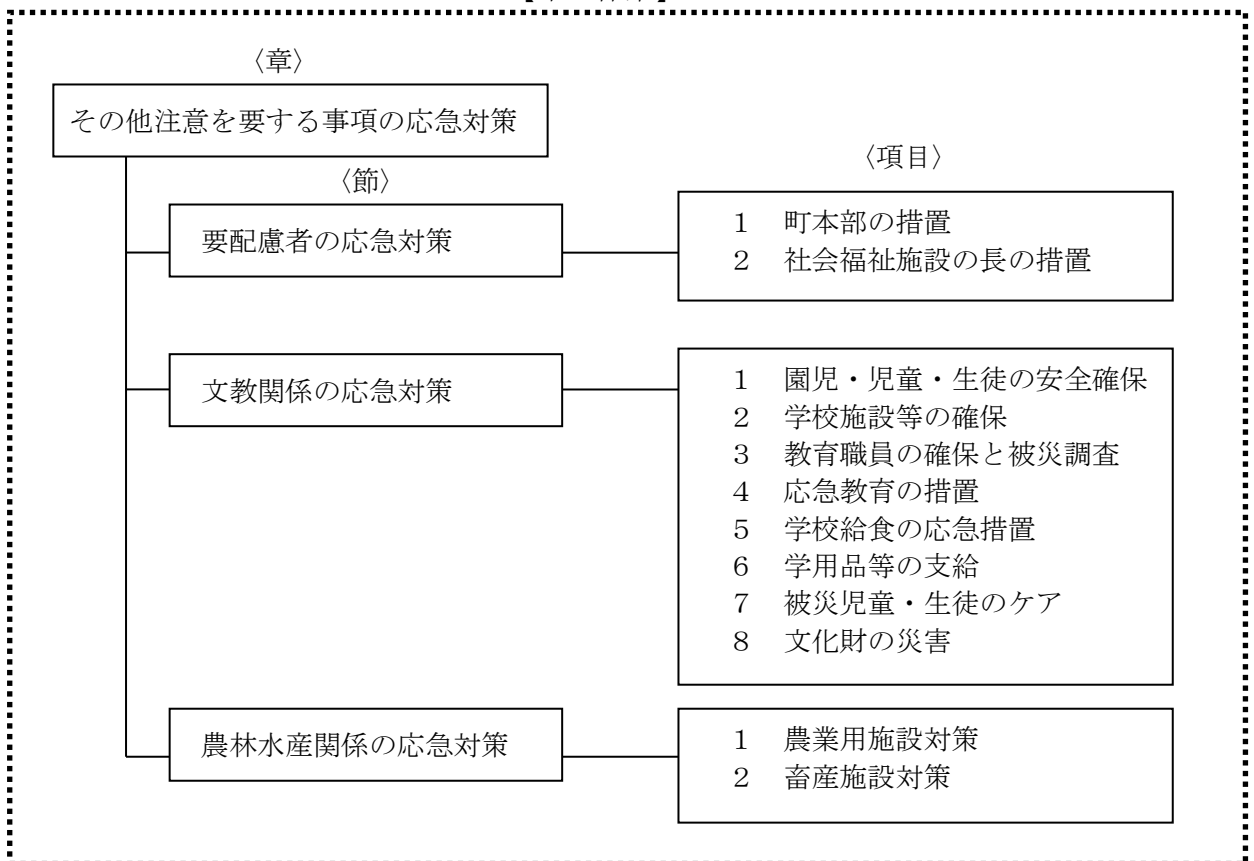 〈章〉
その他注意を要する事項の応急対策
〈項目〉
〈節〉
要配慮者の応急対策
1 町本部の措置
2 社会福祉施設の長の措置
文教関係の応急対策
1 園児・児童・生徒の安全確保
2 学校施設等の確保
3 教育職員の確保と被災調査
4 応急教育の措置
5 学校給食の応急措置
6 学用品等の支給
7 被災児童・生徒のケア
8 文化財の災害
農林水産関係の応急対策
1 農業用施設対策
2 畜産施設対策